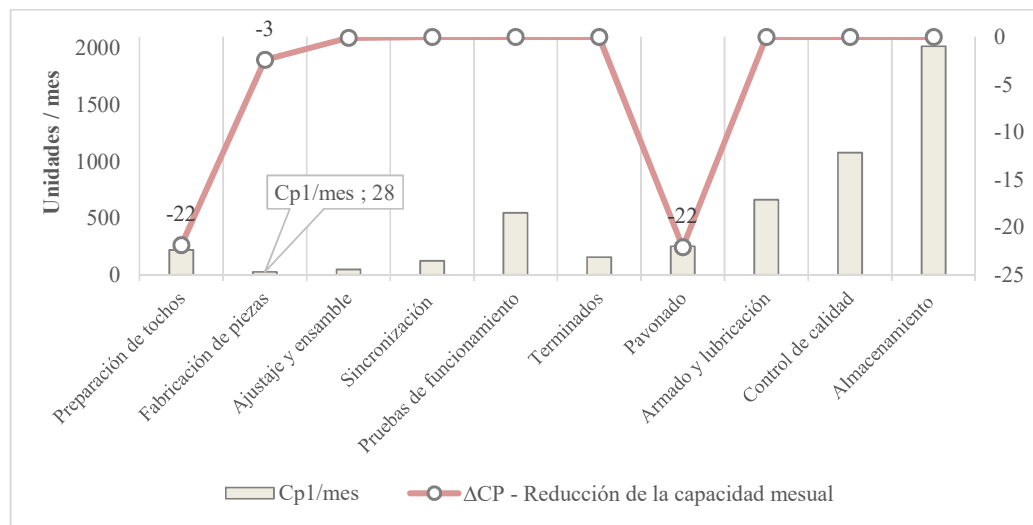 Unidades / mes
2000
1500
1000
500
0
0
-5
-10
-15
-20
-25
-22
-3
-22
Cp1/mes ; 28
Preparación de tochos
Fabricación de piezas
Ajustaje y ensamble
Sincronización
Pruebas de funcionamiento
Terminados
Pavonado
Armado y lubricación
Control de calidad
Almacenamiento
Cp1/mes
ΔCP - Reducción de la capacidad mesual